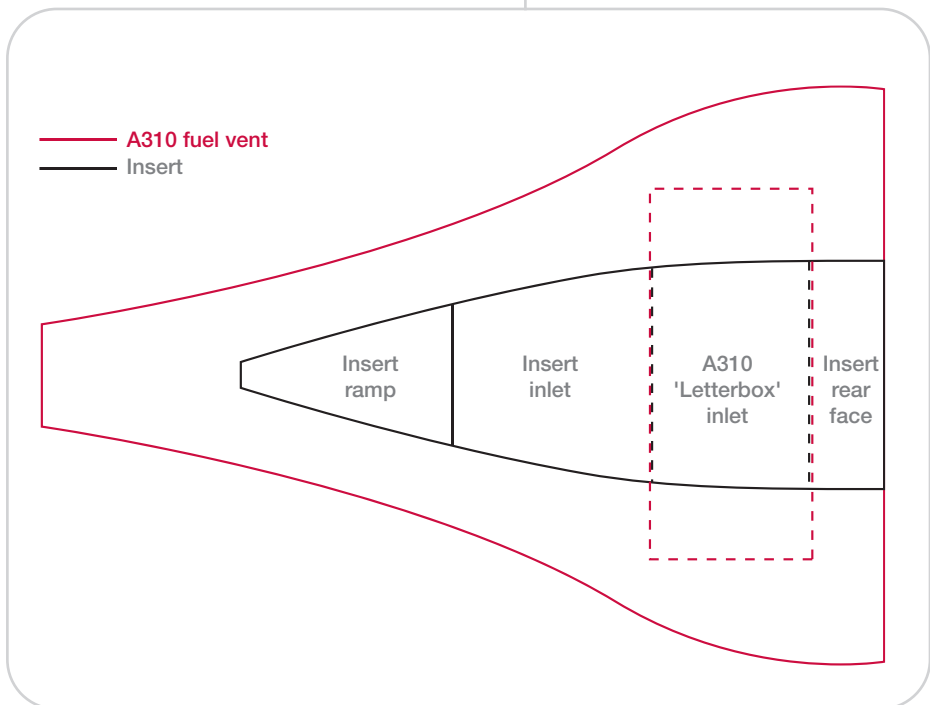 A310 fuel vent
Insert
Insert
ramp
Insert
inlet
A310
'Letterbox'
inlet
Insert
rear
face